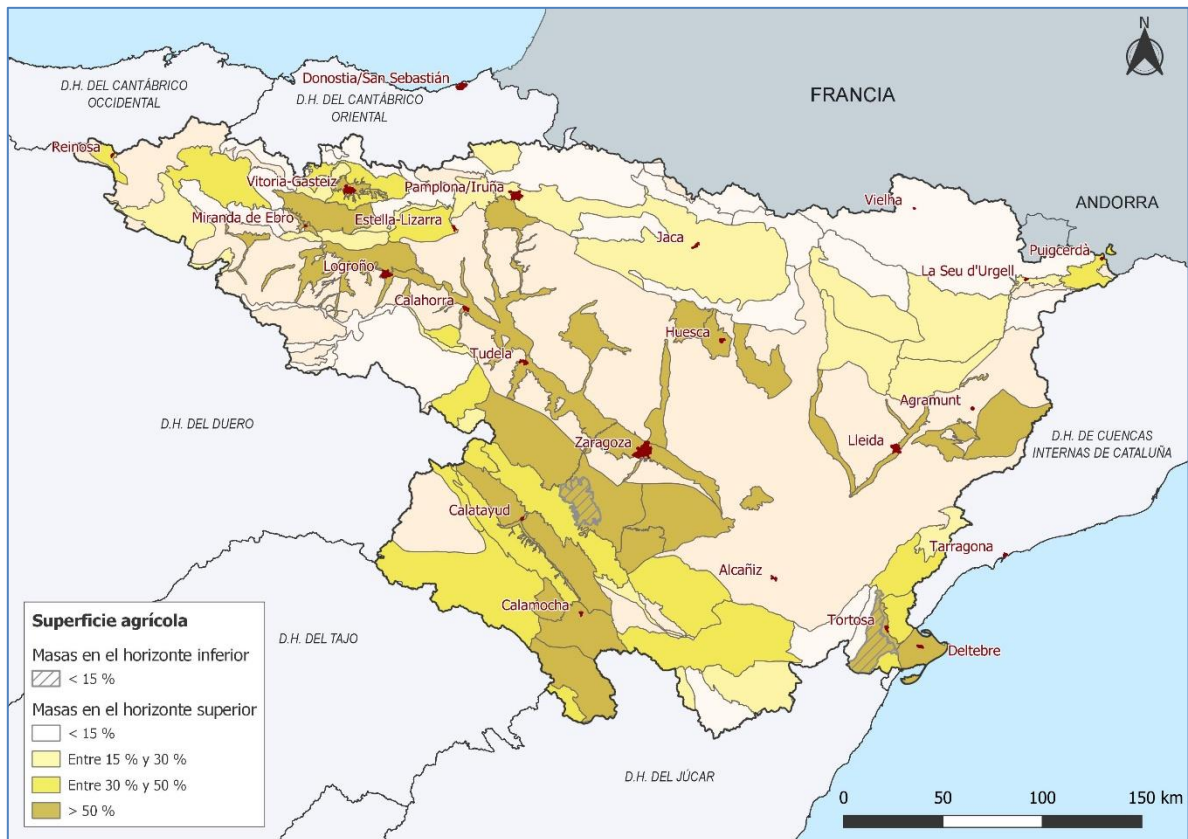 N
D.H. DEL CANTÁBRICO
OCCIDENTAL
Donostia/San Sebastián
D.H. DEL CANTÁBRICO
ORIENTAL
FRANCIA
Reinosa
Vitoria-Gasteiz
Pamplona/Iruña
Vielha
ANDORRA
Miranda de Ebro
Estella-Lizarra
Jaca
Puigcerdà
La Seu d'Urgell
Logroño
Calahorra
Huesca
Tudela
Agramunt
D.H. DEL DUERO
Zaragoza
Lleida
D.H. DE CUENCAS
INTERNAS DE CATALUÑA
Calatayud
Tarragona
Alcañiz
Calamocha
Tortosa
Deltebre
D.H. DEL TAJO
D.H. DEL JÚCAR
Superficie agrícola
Masas en el horizonte inferior
< 15 %
Masas en el horizonte superior
< 15 %
Entre 15 % y 30 %
Entre 30 % y 50 %
> 50 %
0 50 100 150 km